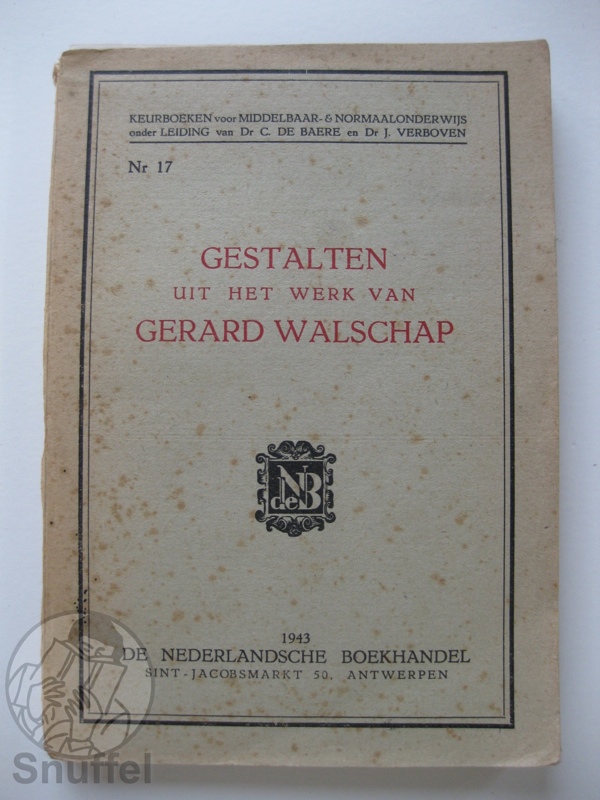 KEURBOEKEN voor MIDDELBAAR- & NORMAALONDERWIJS
onder LEIDING van Dr C. DE BAERE en Dr J. VERBOVEN
Nr 17
GESTALTEN
UIT HET WERK VAN
GERARD WALSCHAP
deNB
1943
DE NEDERLANDSCHE BOEKHANDEL
SINT-JACOBSMARKT 50, ANTWERPEN
Snuffel